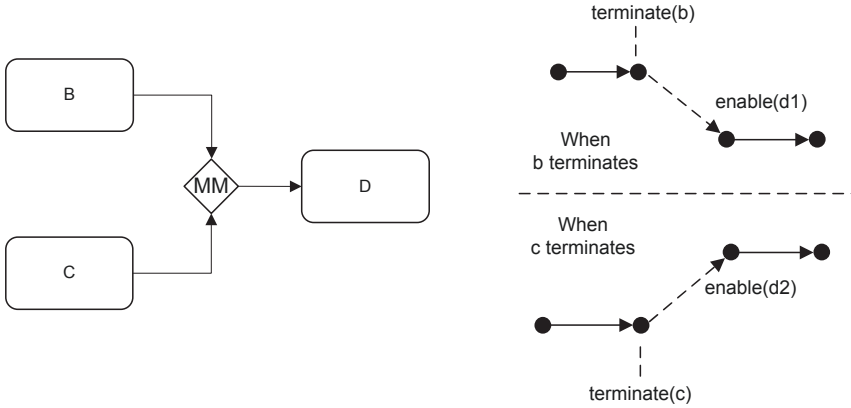 B
C
MM
D
terminate(b)
enable(d1)
When
b terminates
When
c terminates
enable(d2)
terminate(c)